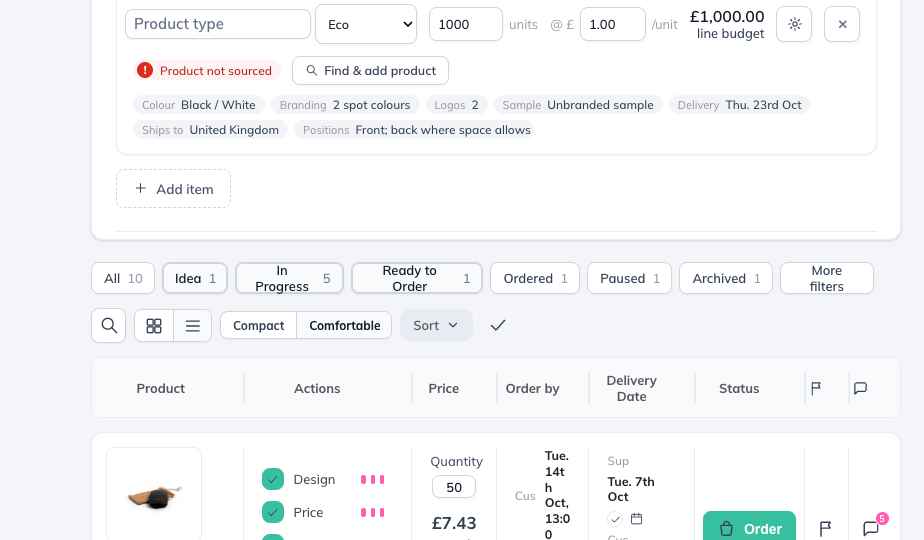 Product type Eco 1000 units @ £ 1.00 /unit £1,000.00
line budget
! Product not sourced Find & add product
Colour Black / White Branding 2 spot colours Logos 2 Sample Unbranded sample Delivery Thu. 23rd Oct
Ships to United Kingdom Positions Front; back where space allows
+ Add item
All 10 Idea 1 In Progress 5 Ready to Order 1 Ordered 1 Paused 1 Archived 1 More filters
Compact Comfortable Sort
Product Actions Price Order by Delivery Date Status
Design
Price
Quantity
50
£7.43
Cus
Tue.
14t
h
Oct,
13:0
0
Sup
Tue. 7th
Oct
Cus
Order
5